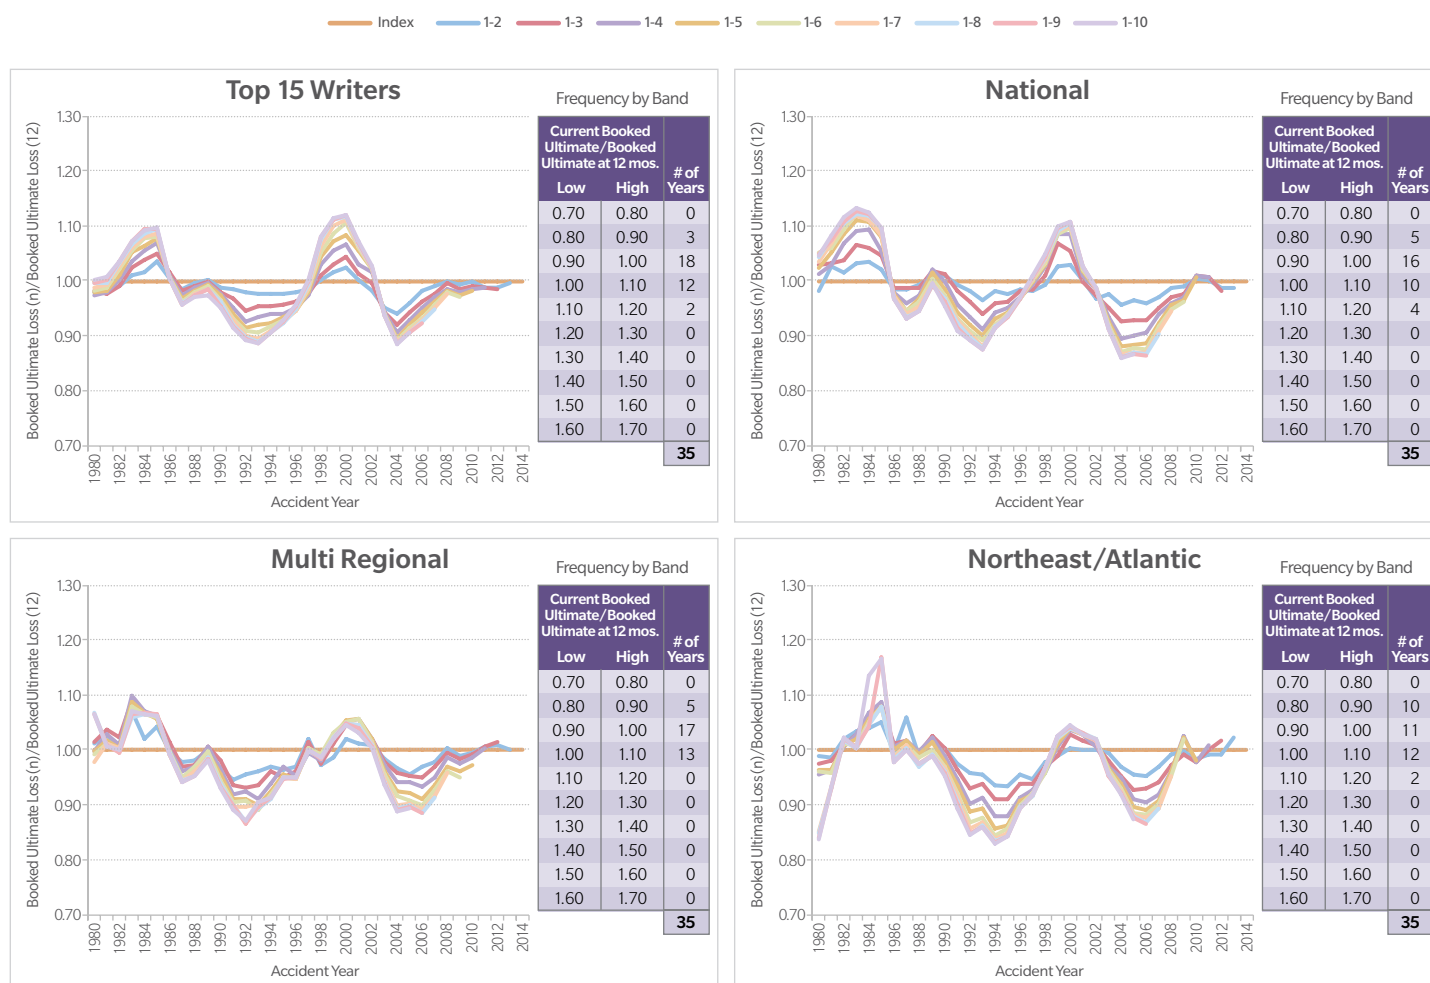 Index 1-2 1-3 1-4 1-5 1-6 1-7 1-8 1-9 1-10
Top 15 Writers
Booked Ultimate Loss (n)/Booked Ultimate Loss (12)
1.30
1.20
1.10
1.00
0.90
0.80
0.70
1980 1982 1984 1986 1988 1990 1992 1994 1996 1998 2000 2002 2004 2006 2008 2010 2012 2014
Accident Year
Frequency by Band
Current Booked
Ultimate/Booked
Ultimate at 12 mos.
# of
Years
Low High
0.70 0.80 0
0.80 0.90 3
0.90 1.00 18
1.00 1.10 12
1.10 1.20 2
1.20 1.30 0
1.30 1.40 0
1.40 1.50 0
1.50 1.60 0
1.60 1.70 0
35
National
Booked Ultimate Loss (n)/Booked Ultimate Loss (12)
1.30
1.20
1.10
1.00
0.90
0.80
0.70
1980 1982 1984 1986 1988 1990 1992 1994 1996 1998 2000 2002 2004 2006 2008 2010 2012 2014
Accident Year
Frequency by Band
Current Booked
Ultimate/Booked
Ultimate at 12 mos.
# of
Years
Low High
0.70 0.80 0
0.80 0.90 5
0.90 1.00 16
1.00 1.10 10
1.10 1.20 4
1.20 1.30 0
1.30 1.40 0
1.40 1.50 0
1.50 1.60 0
1.60 1.70 0
35
Multi Regional
Booked Ultimate Loss (n)/Booked Ultimate Loss (12)
1.30
1.20
1.10
1.00
0.90
0.80
0.70
1980 1982 1984 1986 1988 1990 1992 1994 1996 1998 2000 2002 2004 2006 2008 2010 2012 2014
Accident Year
Frequency by Band
Current Booked
Ultimate/Booked
Ultimate at 12 mos.
# of
Years
Low High
0.70 0.80 0
0.80 0.90 5
0.90 1.00 17
1.00 1.10 13
1.10 1.20 0
1.20 1.30 0
1.30 1.40 0
1.40 1.50 0
1.50 1.60 0
1.60 1.70 0
35
Northeast/Atlantic
Booked Ultimate Loss (n)/Booked Ultimate Loss (12)
1.30
1.20
1.10
1.00
0.90
0.80
0.70
1980 1982 1984 1986 1988 1990 1992 1994 1996 1998 2000 2002 2004 2006 2008 2010 2012 2014
Accident Year
Frequency by Band
Current Booked
Ultimate/Booked
Ultimate at 12 mos.
# of
Years
Low High
0.70 0.80 0
0.80 0.90 10
0.90 1.00 11
1.00 1.10 12
1.10 1.20 2
1.20 1.30 0
1.30 1.40 0
1.40 1.50 0
1.50 1.60 0
1.60 1.70 0
35